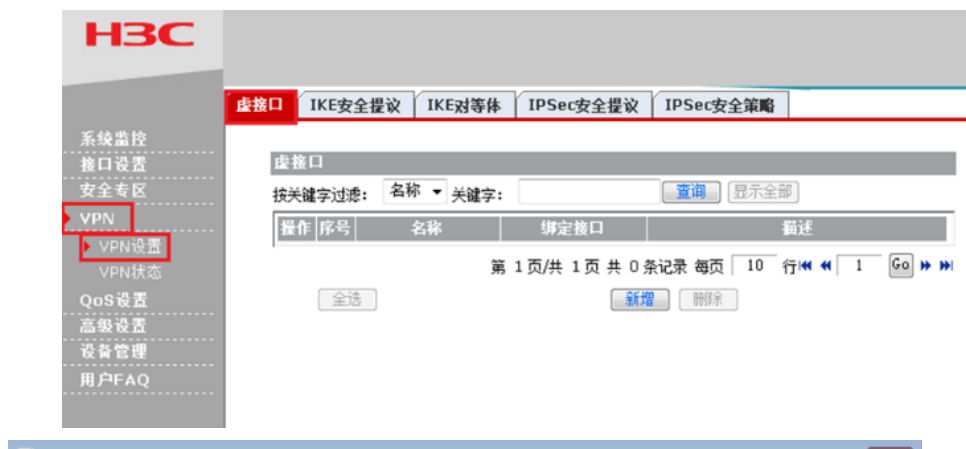 H3C
虚接口 IKE安全提议 IKE对等体 IPSec安全提议 IPSec安全策略
系统监控
接口设置
安全专区
VPN
VPN设置
VPN状态
QoS设置
高级设置
设备管理
用户FAQ
虚接口
按关键字过滤： 名称 关键字： 查询 显示全部
操作 序号 名称 绑定接口 描述
第 1 页/共 1 页 共 0 条记录 每页 10 行 1 Go
全选 新增 删除